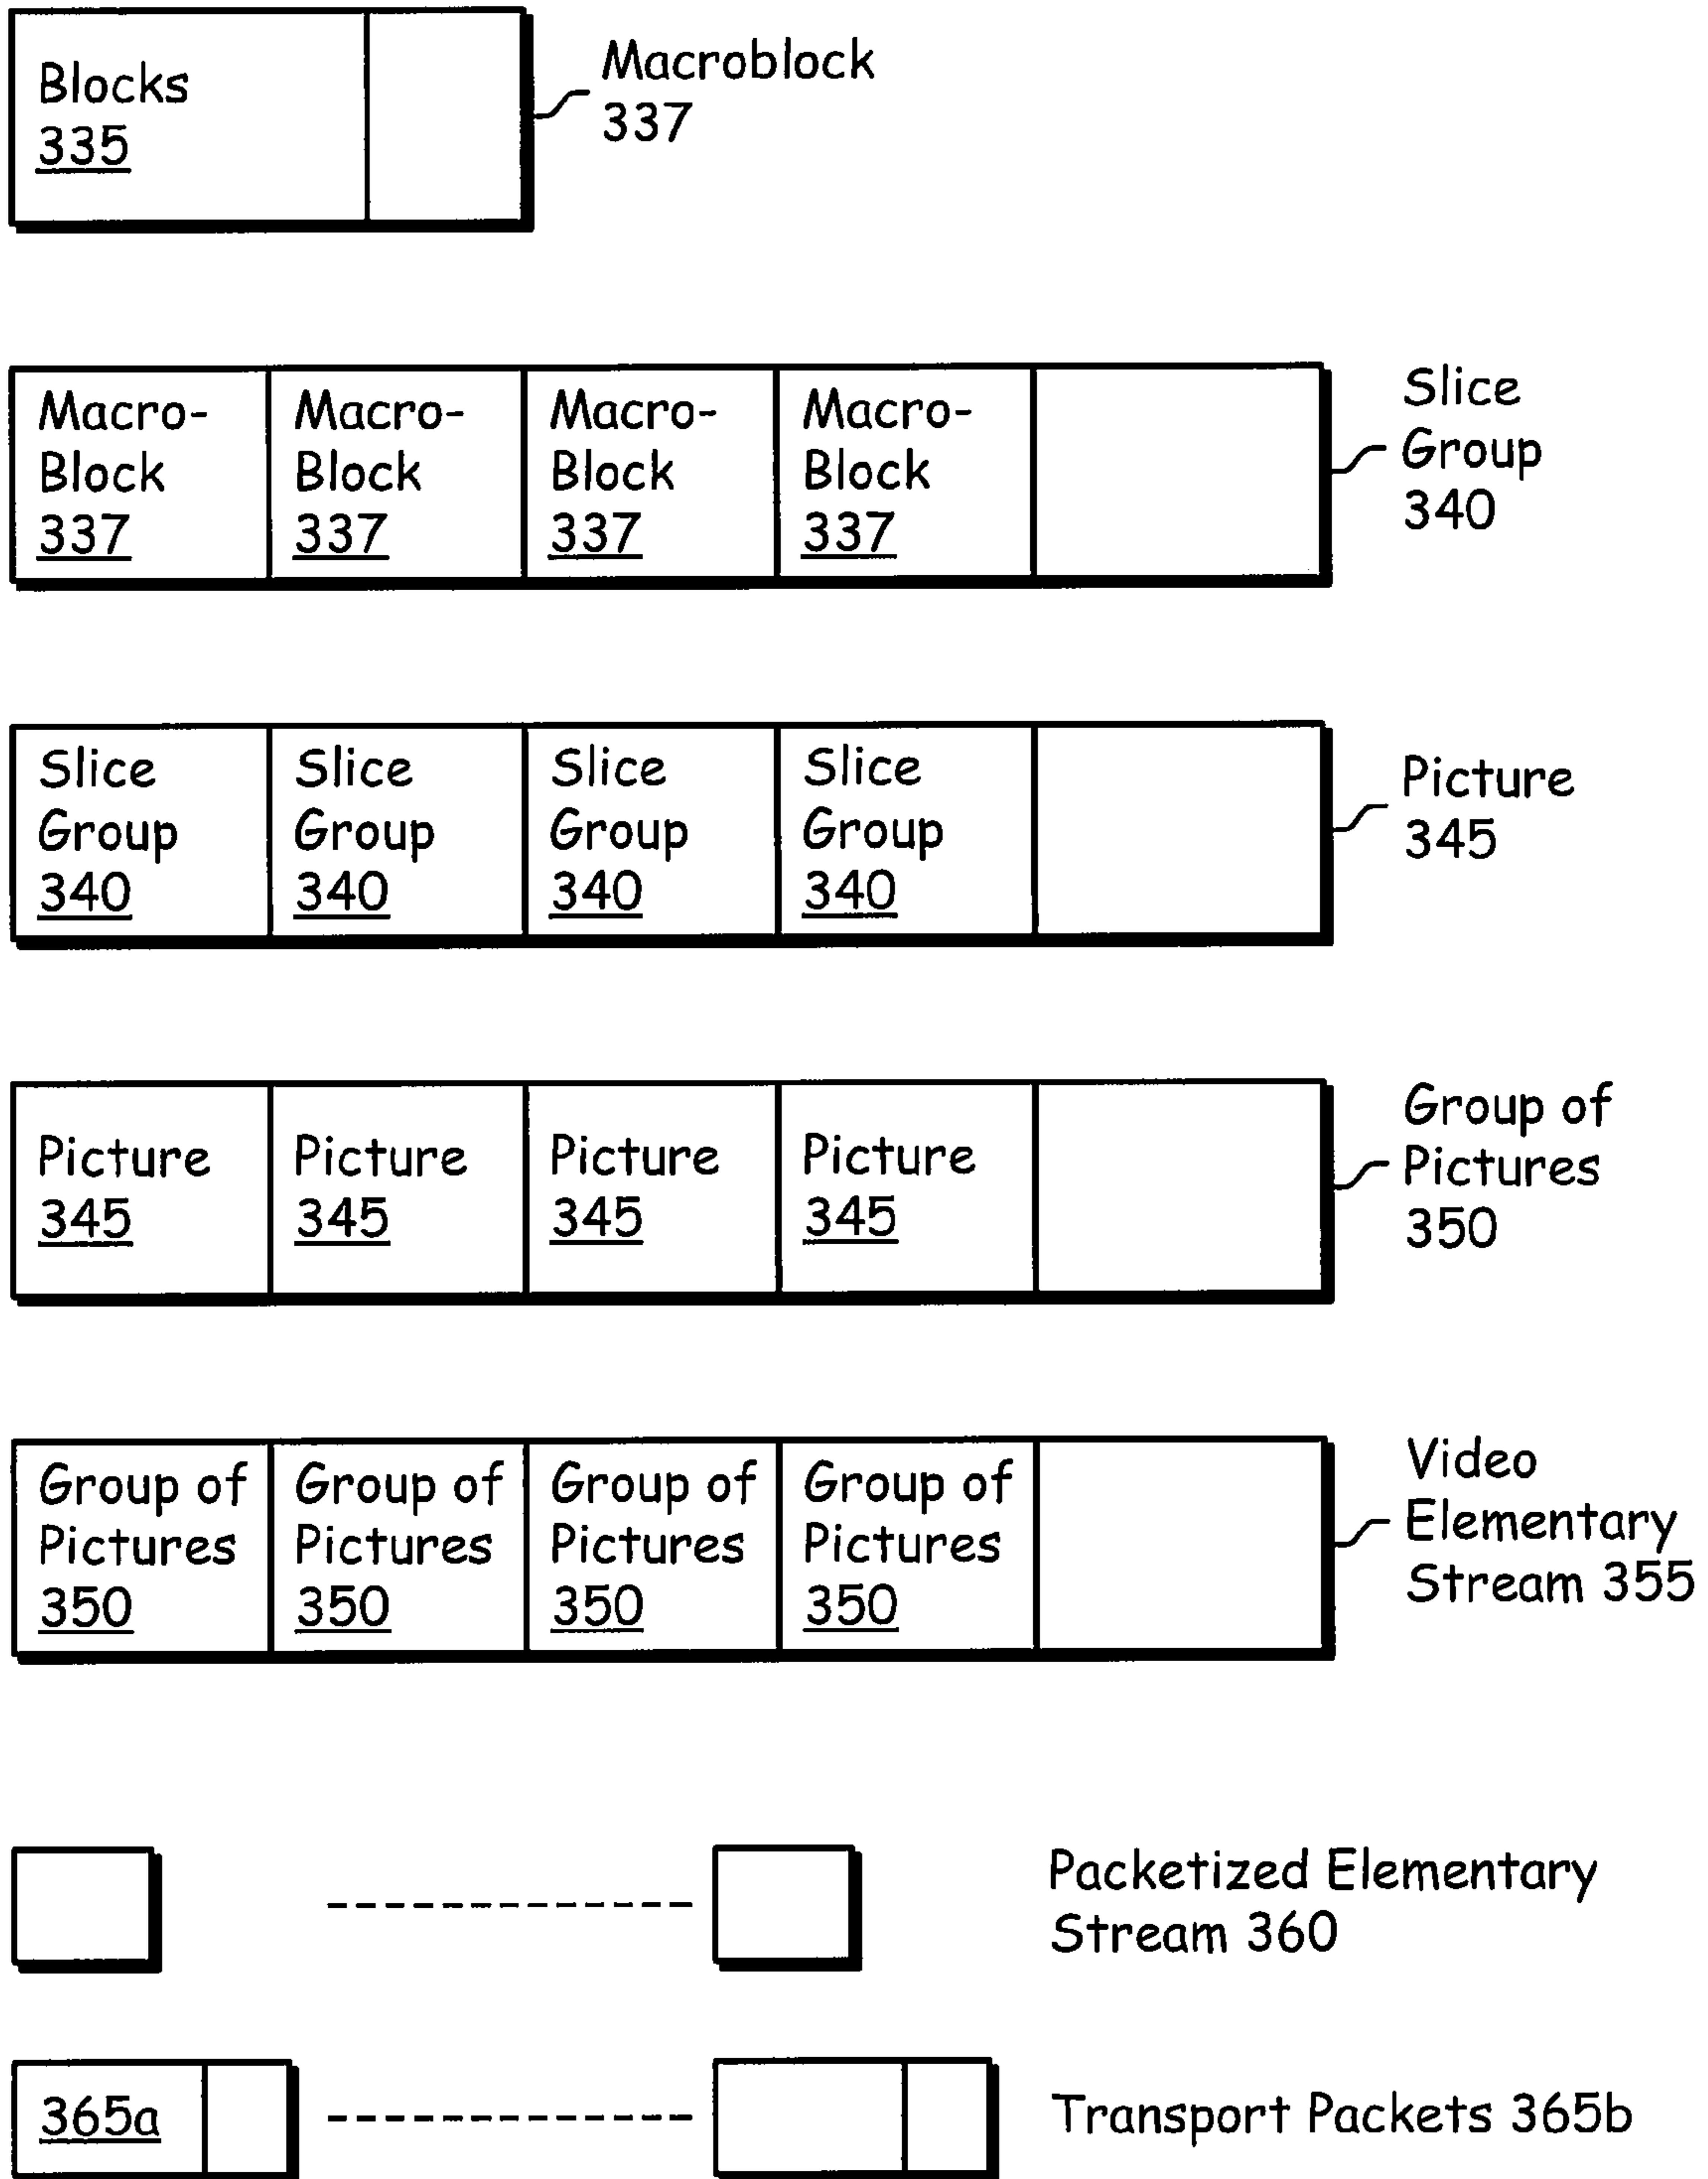 Blocks
335
Macroblock
337
Macro-
Block
337
Macro-
Block
337
Macro-
Block
337
Macro-
Block
337
Slice
Group
340
Slice
Group
340
Slice
Group
340
Slice
Group
340
Slice
Group
340
Picture
345
Picture
345
Picture
345
Picture
345
Picture
345
Group of
Pictures
350
Group of
Pictures
350
Group of
Pictures
350
Group of
Pictures
350
Group of
Pictures
350
Video
Elementary
Stream 355
Packetized Elementary
Stream 360
365a
Transport Packets 365b